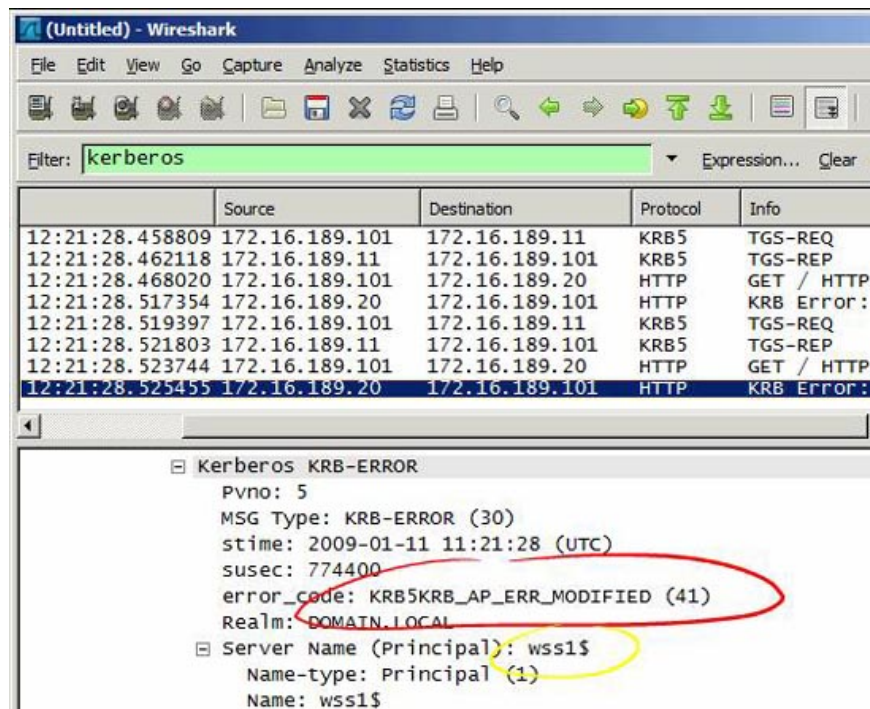 (Untitled) - Wireshark
File Edit View Go Capture Analyze Statistics Help
Filter: kerberos Expression... Clear
Source Destination Protocol Info
12:21:28.458809 172.16.189.101 172.16.189.11 KRB5 TGS-REQ
12:21:28.462118 172.16.189.11 172.16.189.101 KRB5 TGS-REP
12:21:28.468020 172.16.189.101 172.16.189.20 HTTP GET / HTTP
12:21:28.517354 172.16.189.20 172.16.189.101 HTTP KRB Error:
12:21:28.519397 172.16.189.101 172.16.189.11 KRB5 TGS-REQ
12:21:28.521803 172.16.189.11 172.16.189.101 KRB5 TGS-REP
12:21:28.523744 172.16.189.101 172.16.189.20 HTTP GET / HTTP
12:21:28.525455 172.16.189.20 172.16.189.101 HTTP KRB Error:
Kerberos KRB-ERROR
Pvno: 5
MSG Type: KRB-ERROR (30)
stime: 2009-01-11 11:21:28 (UTC)
susec: 774400
error_code: KRB5KRB_AP_ERR_MODIFIED (41)
Realm: DOMAIN.LOCAL
Server Name (Principal): wss1$
Name-type: Principal (1)
Name: wss1$